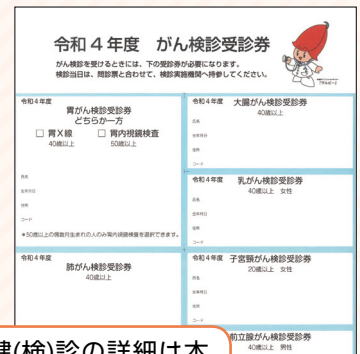 令和４年度　がん検診受診券
がん検診を受けるときには、下の受診券が必要になります。
検診当日は、問診票と合わせて、検診実施機関へ持参してください。
令和４年度
胃がん検診受診券
どちらか一方
□ 胃Ｘ線　□ 胃内視鏡検査
40歳以上　50歳以上
氏名
生年月日
住所
コード
＊50歳以上の偶数月生まれの人のみ胃内視鏡検査を選択できます。
令和４年度　大腸がん検診受診券
40歳以上
氏名
生年月日
住所
コード
令和４年度　乳がん検診受診券
40歳以上　女性
氏名
生年月日
住所
コード
令和４年度
肺がん検診受診券
40歳以上
令和４年度　子宮頸がん検診受診券
20歳以上　女性
氏名
生年月日
住所
コード
前立腺がん検診受診券
40歳以上　男性
健(検)診の詳細は本